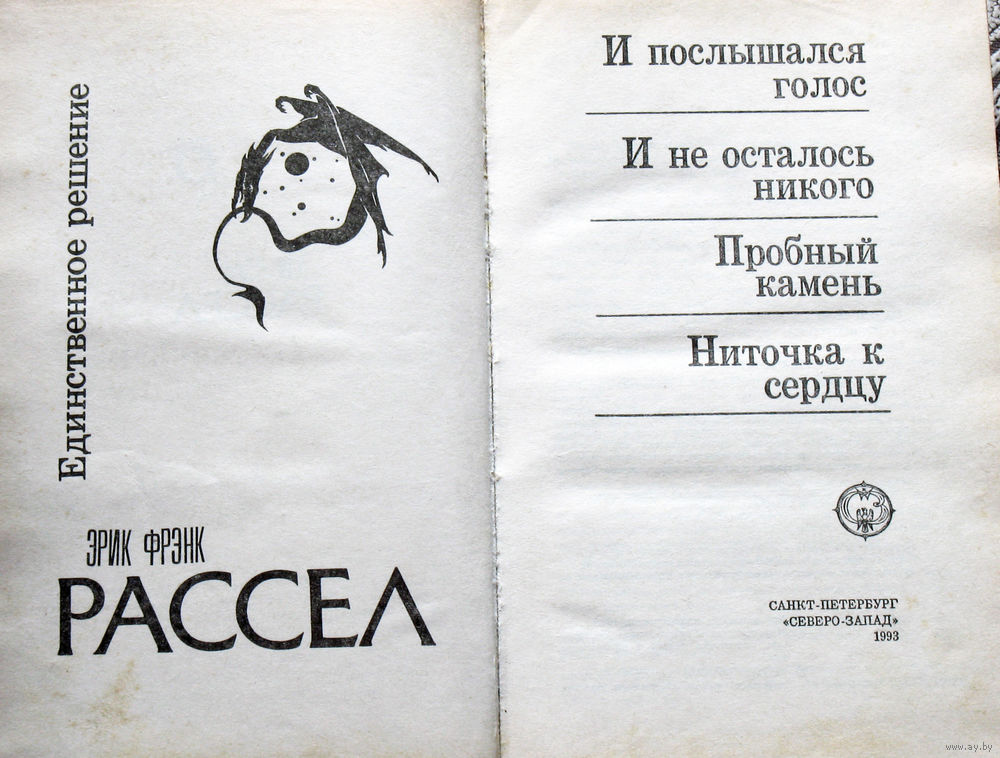 Единственное решение
ЭРИК ФРЭНК
РАССЕЛ
И послышался
голос
И не осталось
никого
Пробный
камень
Ниточка к
сердцу
САНКТ-ПЕТЕРБУРГ
«СЕВЕРО-ЗАПАД»
1993
www.ay.by